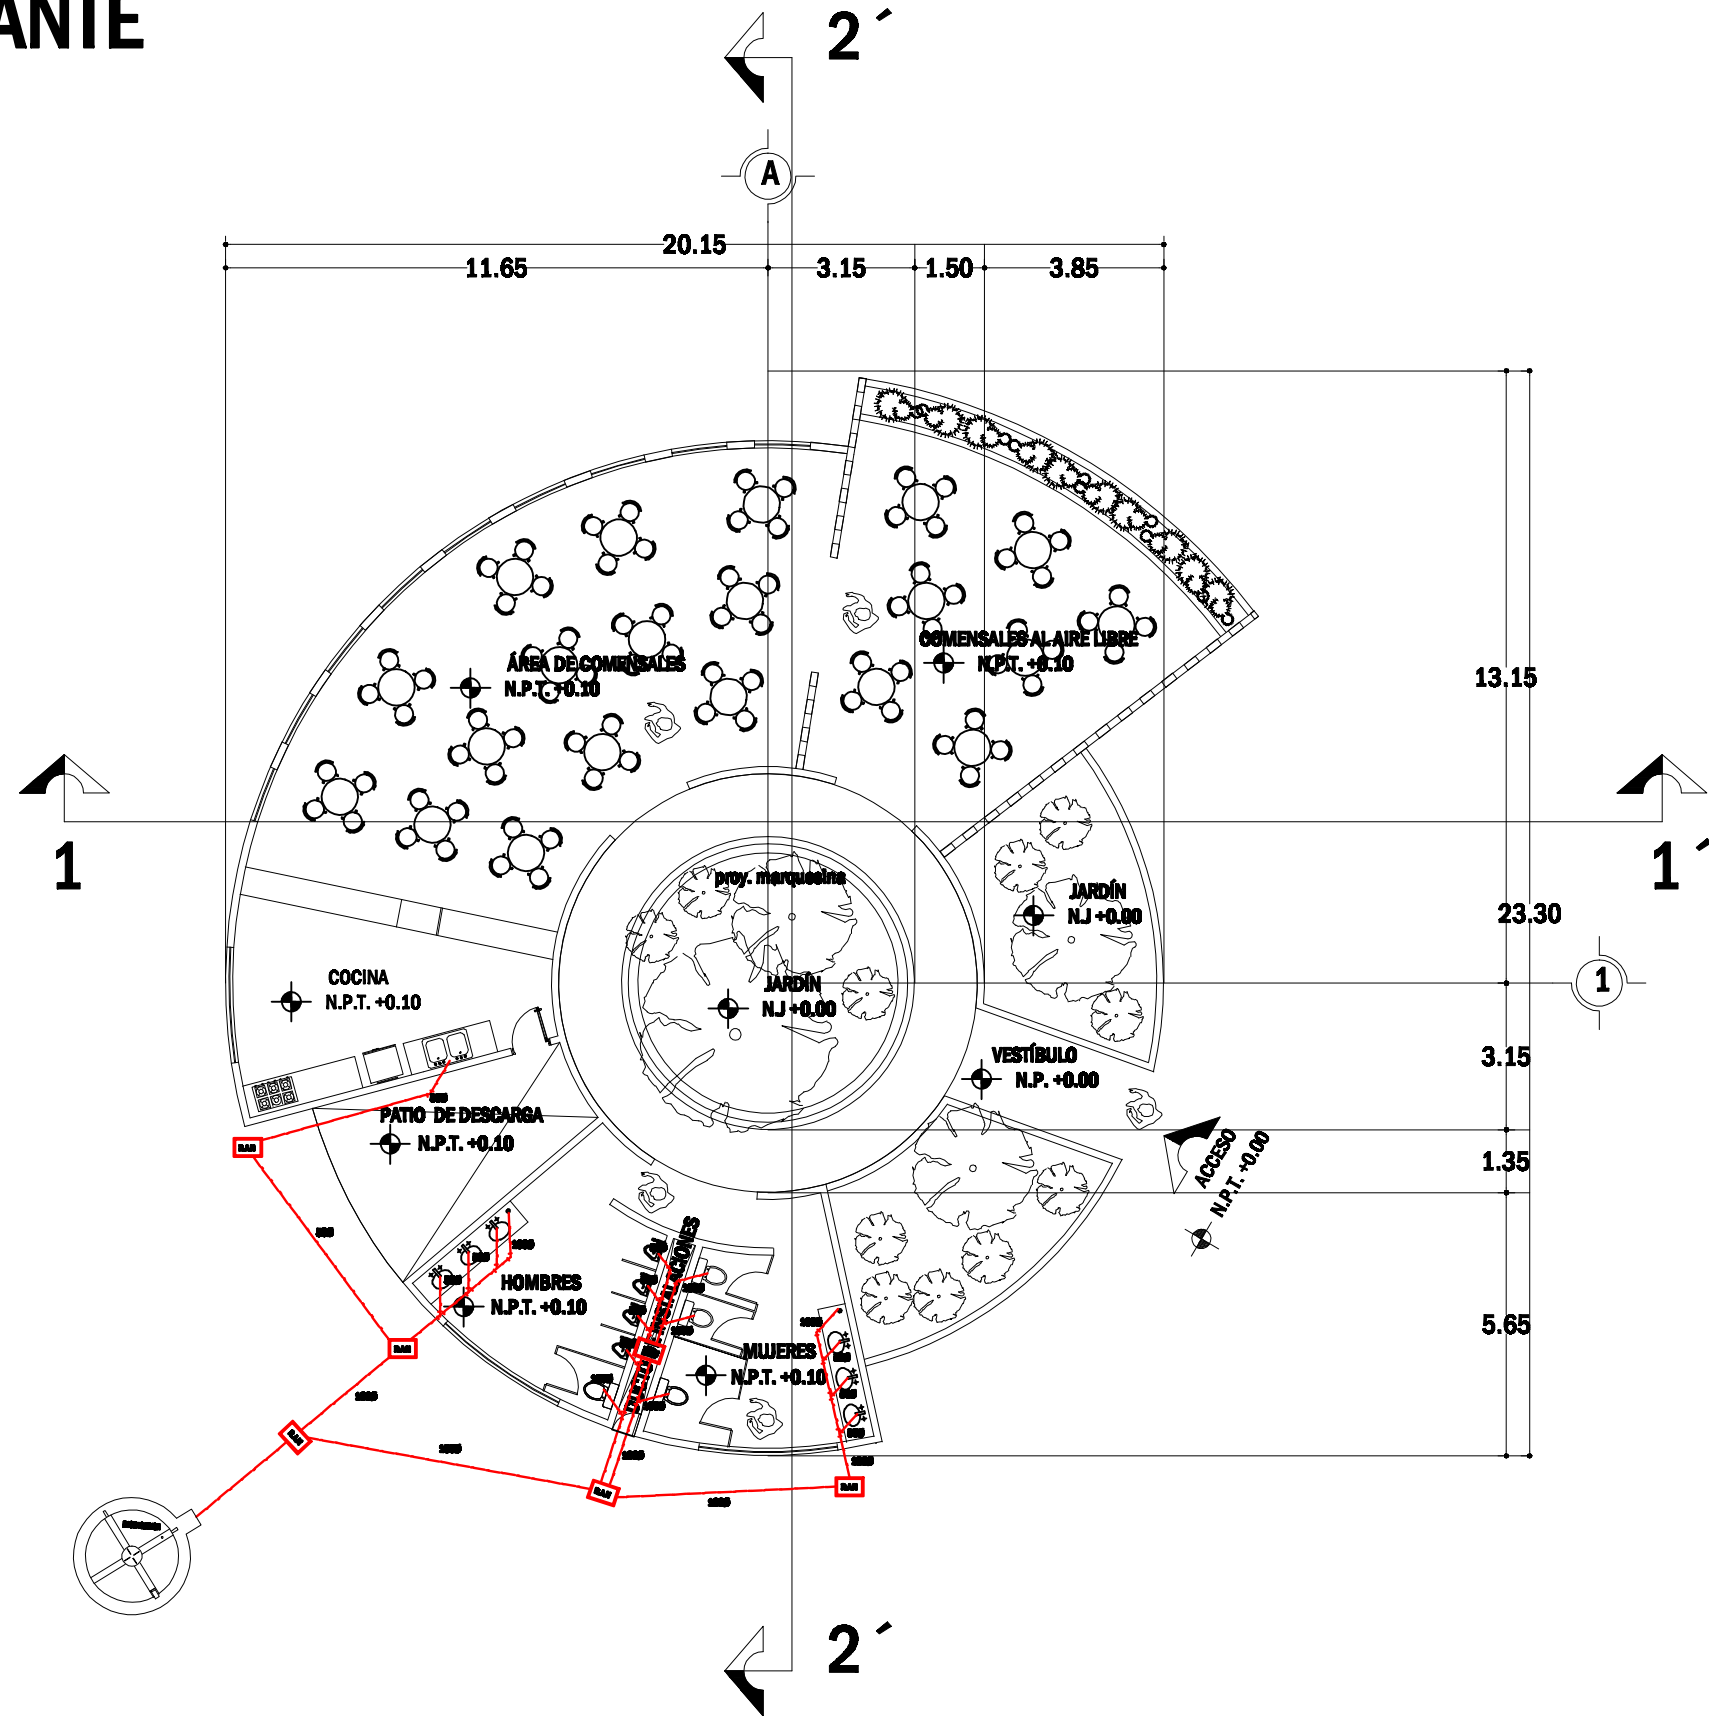 ANTE
2´
A
20.15
11.65
3.15
1.50
3.85
COMENSALES AL AIRE LIBRE
N.P.T. +0.10
ÁREA DE COMENSALES
N.P.T. +0.10
13.15
1
1´
proy. marquesina
JARDÍN
N.J +0.00
23.30
COCINA
N.P.T. +0.10
JARDÍN
N.J +0.00
1
VESTÍBULO
N.P. +0.00
3.15
PATIO DE DESCARGA
N.P.T. +0.10
ACCESO
N.P.T. +0.00
1.35
HOMBRES
N.P.T. +0.10
5.65
MUJERES
N.P.T. +0.10
2´